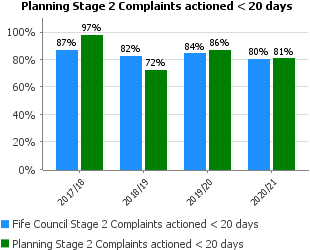 Planning Stage 2 Complaints actioned < 20 days
100%
80%
60%
40%
20%
0%
87% 97%
82% 72%
84% 86%
80% 81%
2017/18 2018/19 2019/20 2020/21
Fife Council Stage 2 Complaints actioned < 20 days
Planning Stage 2 Complaints actioned < 20 days